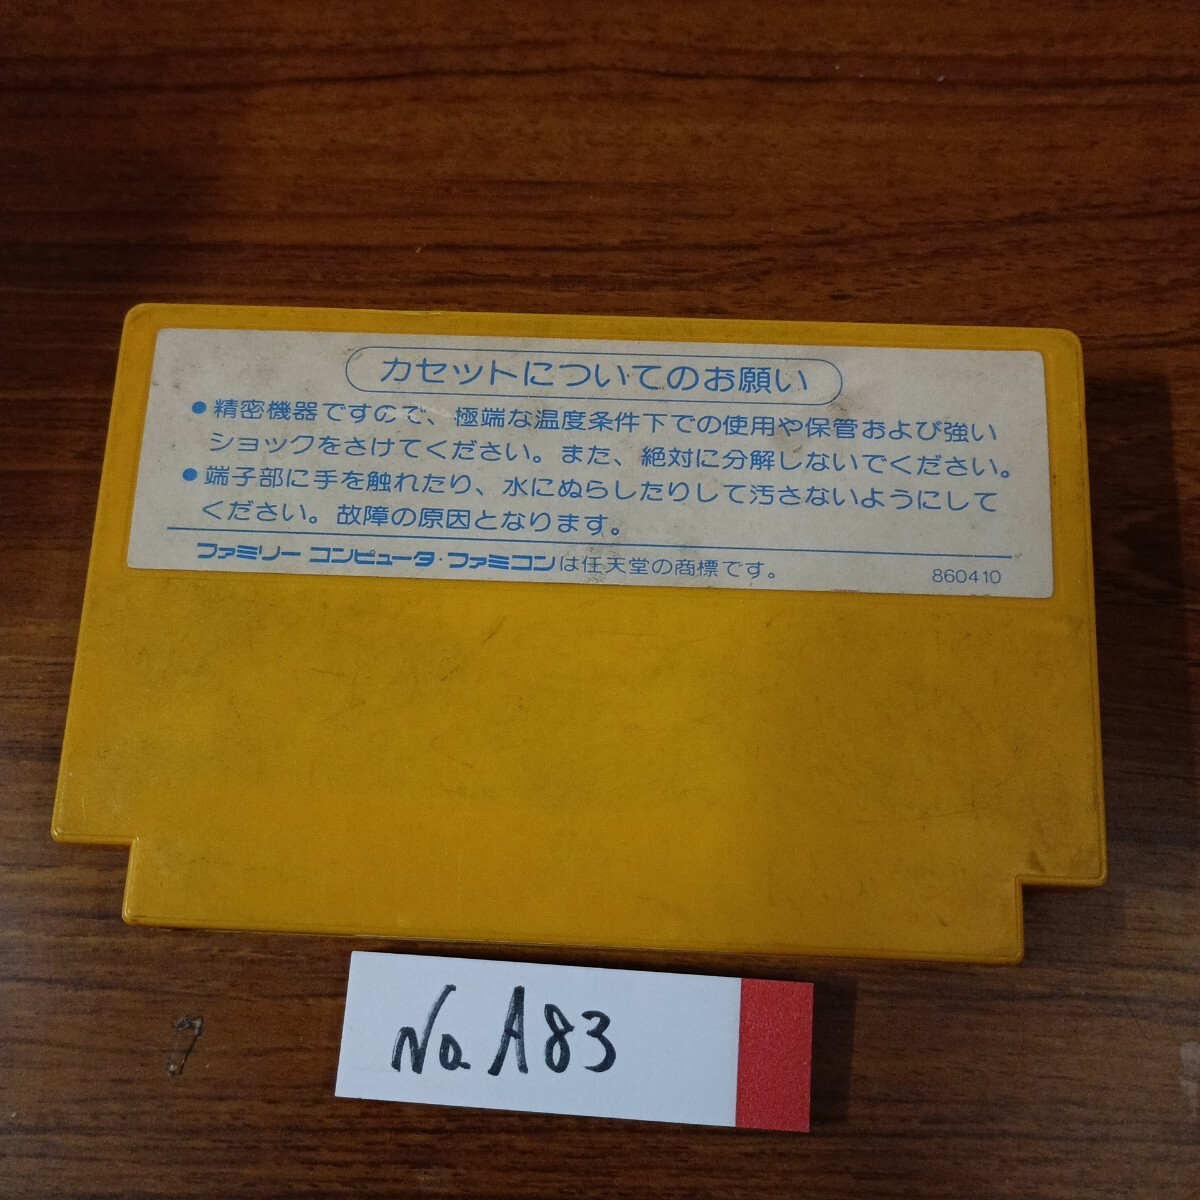 カセットについてのお願い
●精密機器ですので、極端な温度条件下での使用や保管および強い
ショックをさけてください。また、絶対に分解しないでください。
●端子部に手を触れたり、水にぬらしたりして汚さないようにして
ください。故障の原因となります。
ファミリー コンピュータ・ファミコンは任天堂の商標です。
860410
No. A83